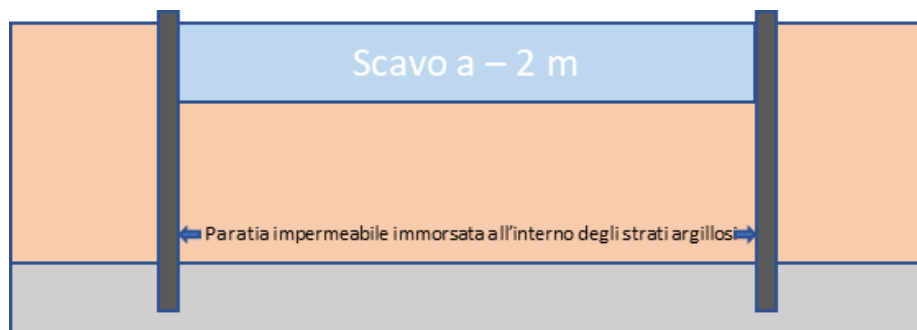 Scavo a – 2 m
Paratia impermeabile immorsata all'interno degli strati argillosi